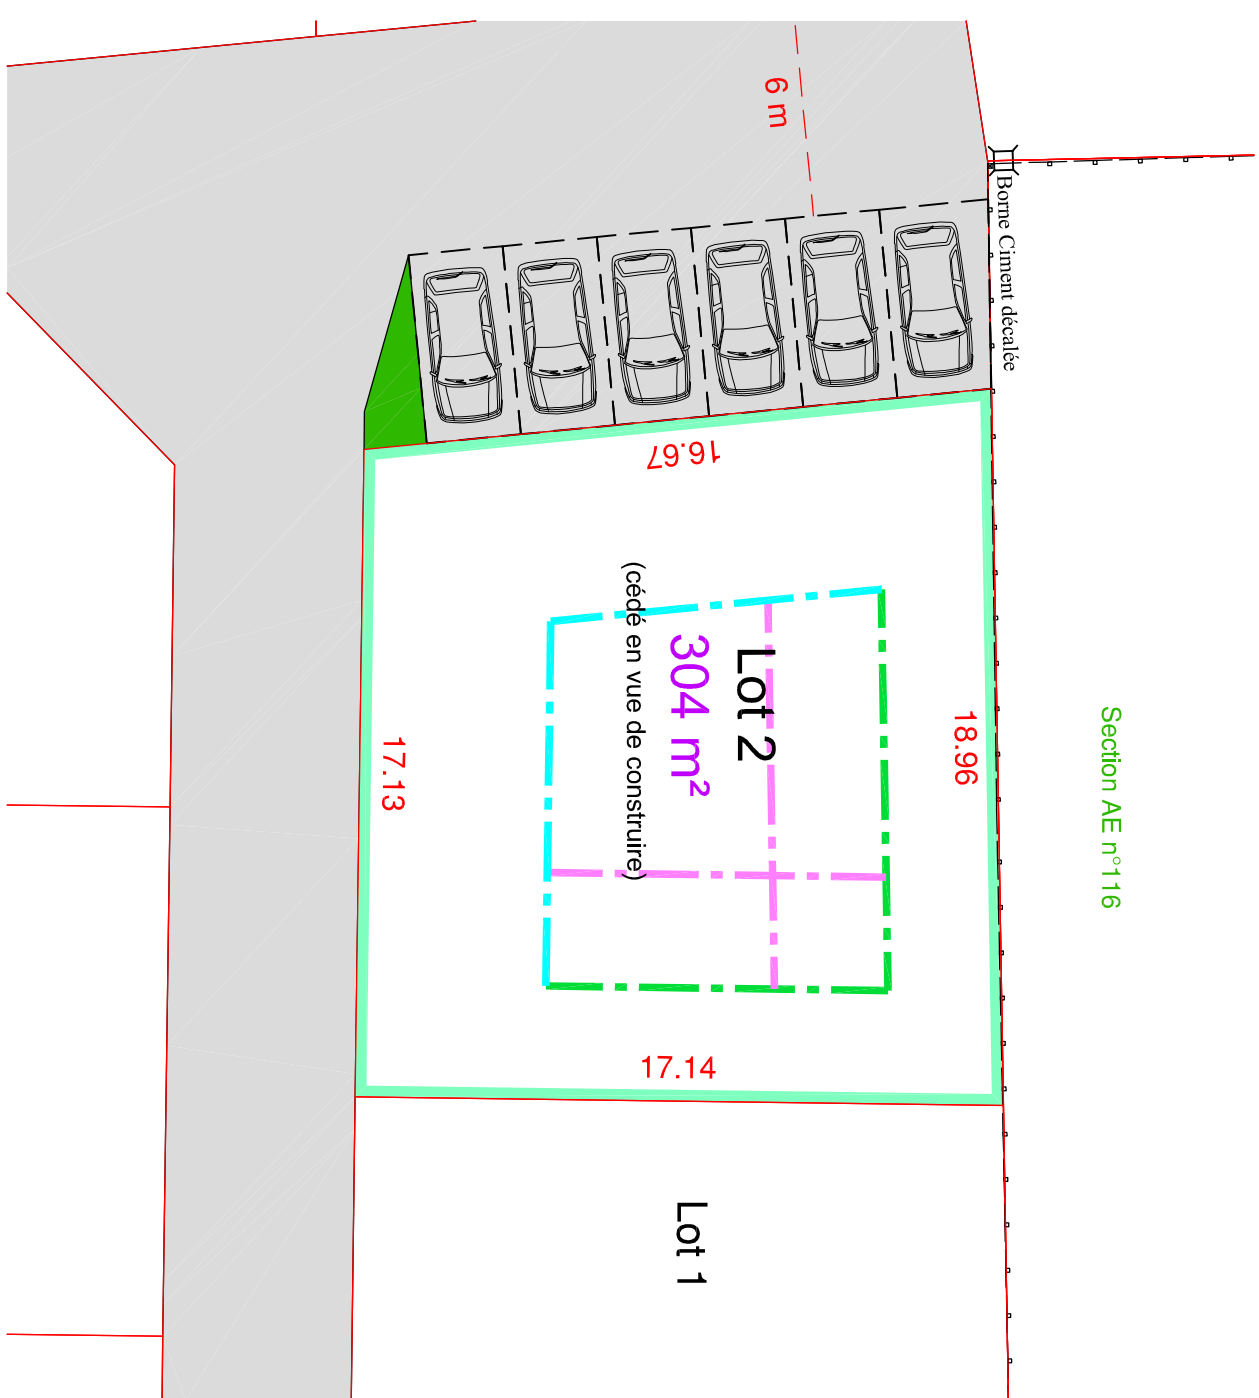 6 m
Borne Ciment décalée
16.67
Lot 2
304 m²
(cédé en vue de construire)
18.96
17.13
Section AE n°116
17.14
Lot 1